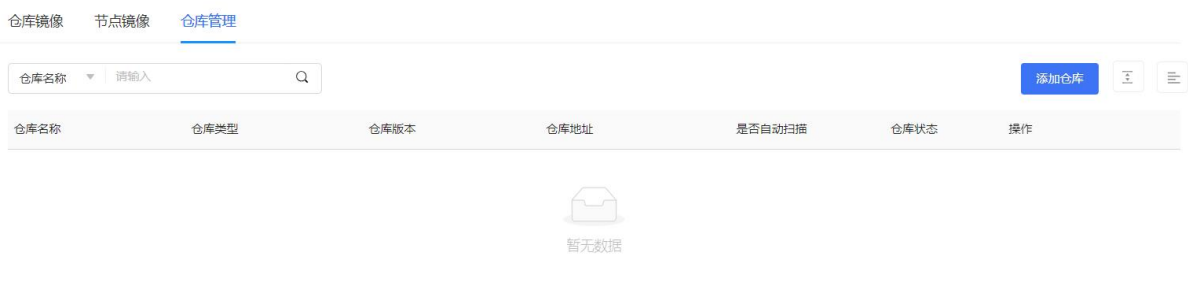 仓库镜像 节点镜像 仓库管理
仓库名称 请输入 添加仓库
仓库名称 仓库类型 仓库版本 仓库地址 是否自动扫描 仓库状态 操作
暂无数据